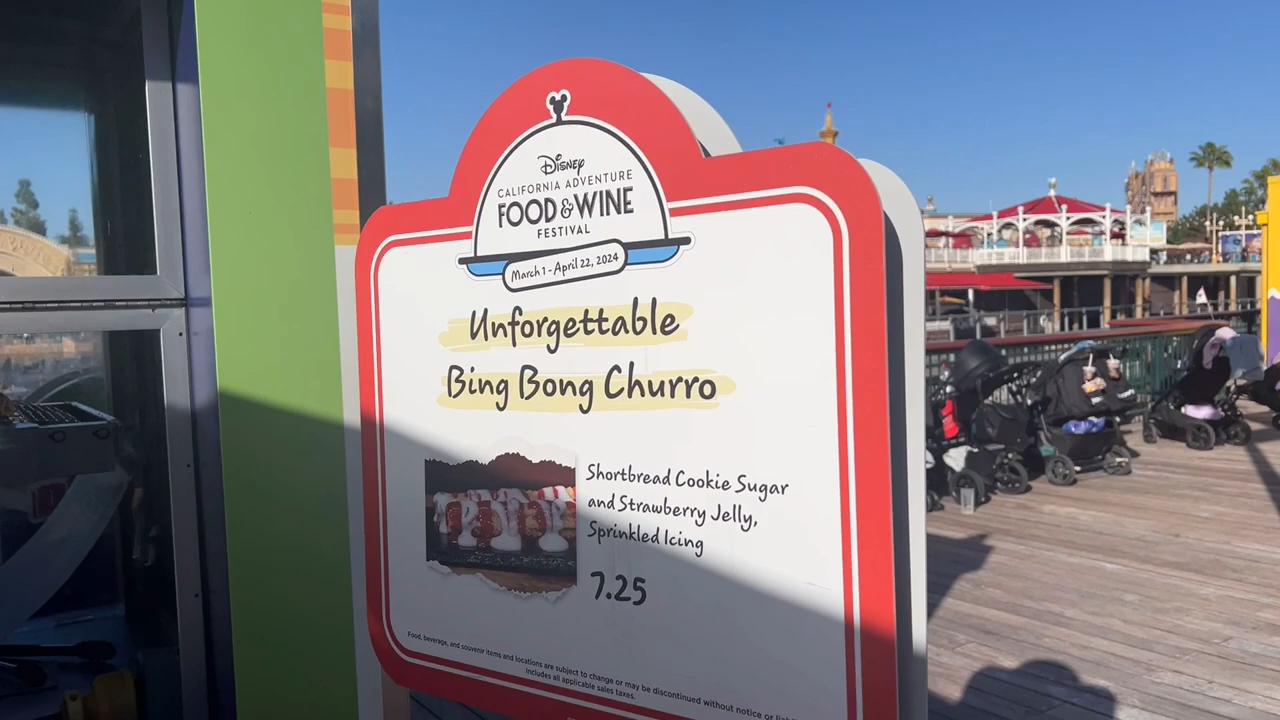 Disney
CALIFORNIA ADVENTURE
FOOD & WINE
FESTIVAL
March 1 - April 22, 2024
Unforgettable
Bing Bong Churro
Shortbread Cookie Sugar
and Strawberry Jelly,
Sprinkled Icing
7.25
Food, beverage, and souvenir items and locations are subject to change or may be discontinued without notice or
Includes all applicable sales taxes.